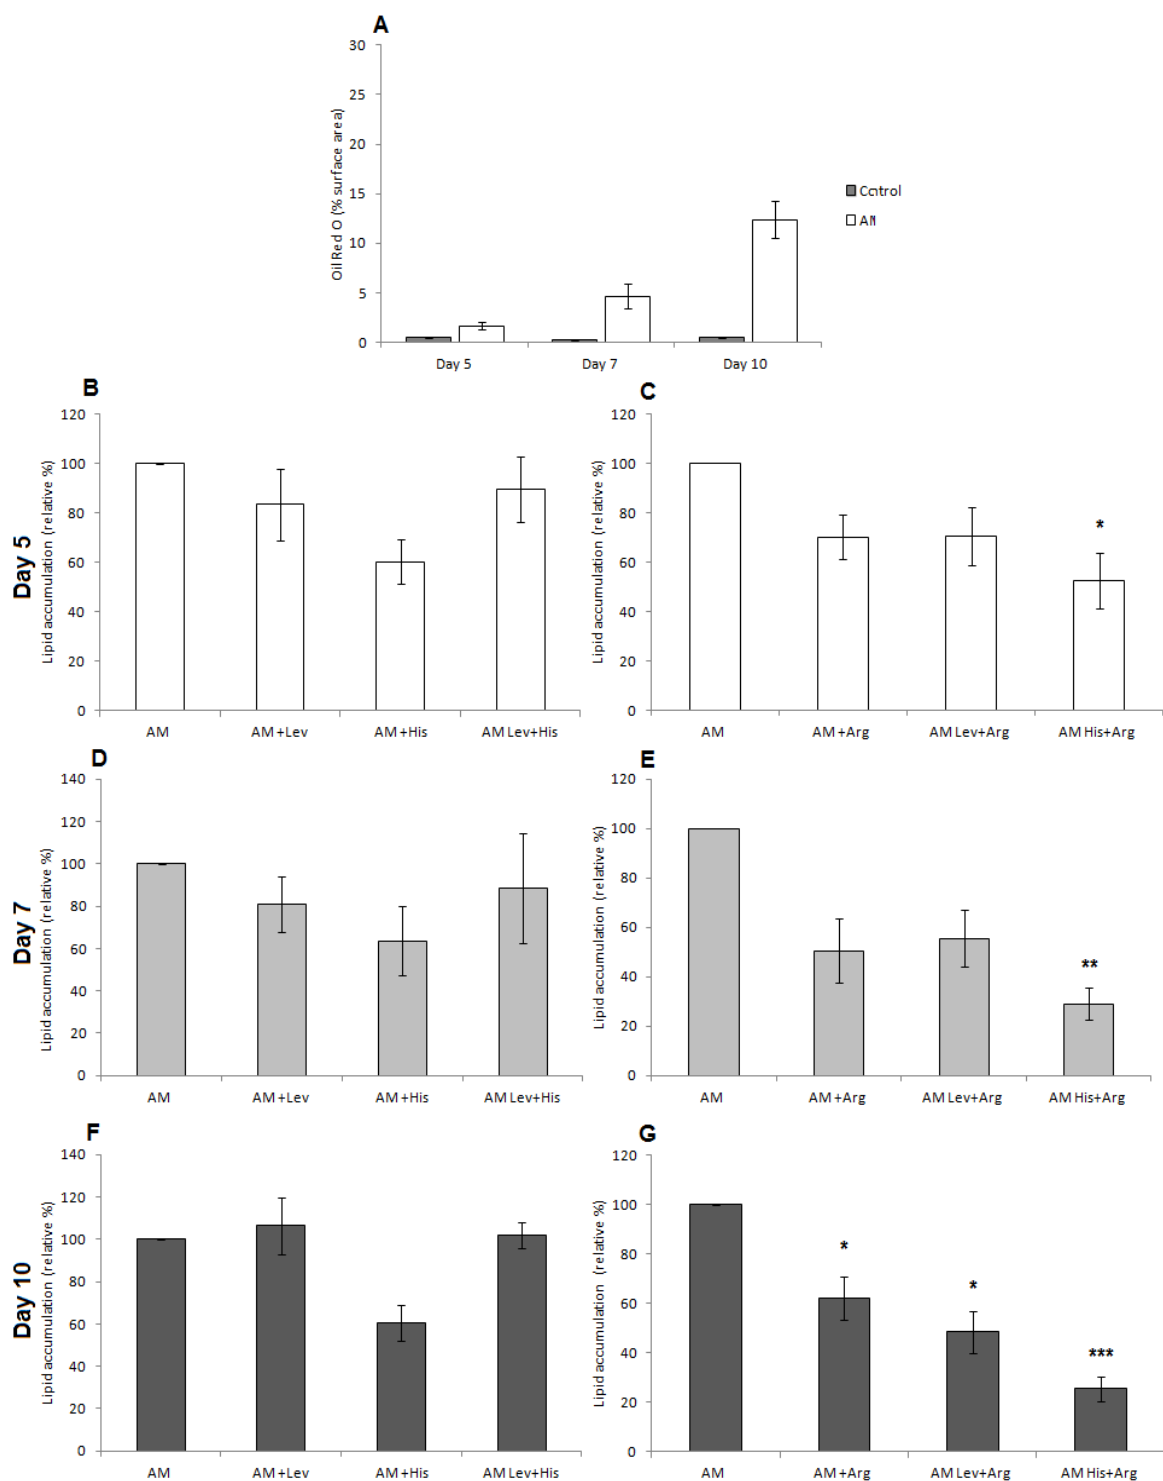 A
30
25
20
15
10
5
0
Oil Red O (% surface area)
Day 5
Day 7
Day 10
Control
AM
B
120
100
80
60
40
20
0
Lipid accumulation (relative %)
AM
AM +Lev
AM +His
AM Lev+His
C
120
100
80
60
40
20
0
Lipid accumulation (relative %)
*
AM
AM +Arg
AM Lev+Arg
AM His+Arg
Day 5
D
140
120
100
80
60
40
20
0
Lipid accumulation (relative %)
AM
AM +Lev
AM +His
AM Lev+His
E
120
100
80
60
40
20
0
Lipid accumulation (relative %)
**
AM
AM +Arg
AM Lev+Arg
AM His+Arg
Day 7
F
140
120
100
80
60
40
20
0
Lipid accumulation (relative %)
AM
AM +Lev
AM +His
AM Lev+His
G
120
100
80
60
40
20
0
Lipid accumulation (relative %)
*
*
***
AM
AM +Arg
AM Lev+Arg
AM His+Arg
Day 10